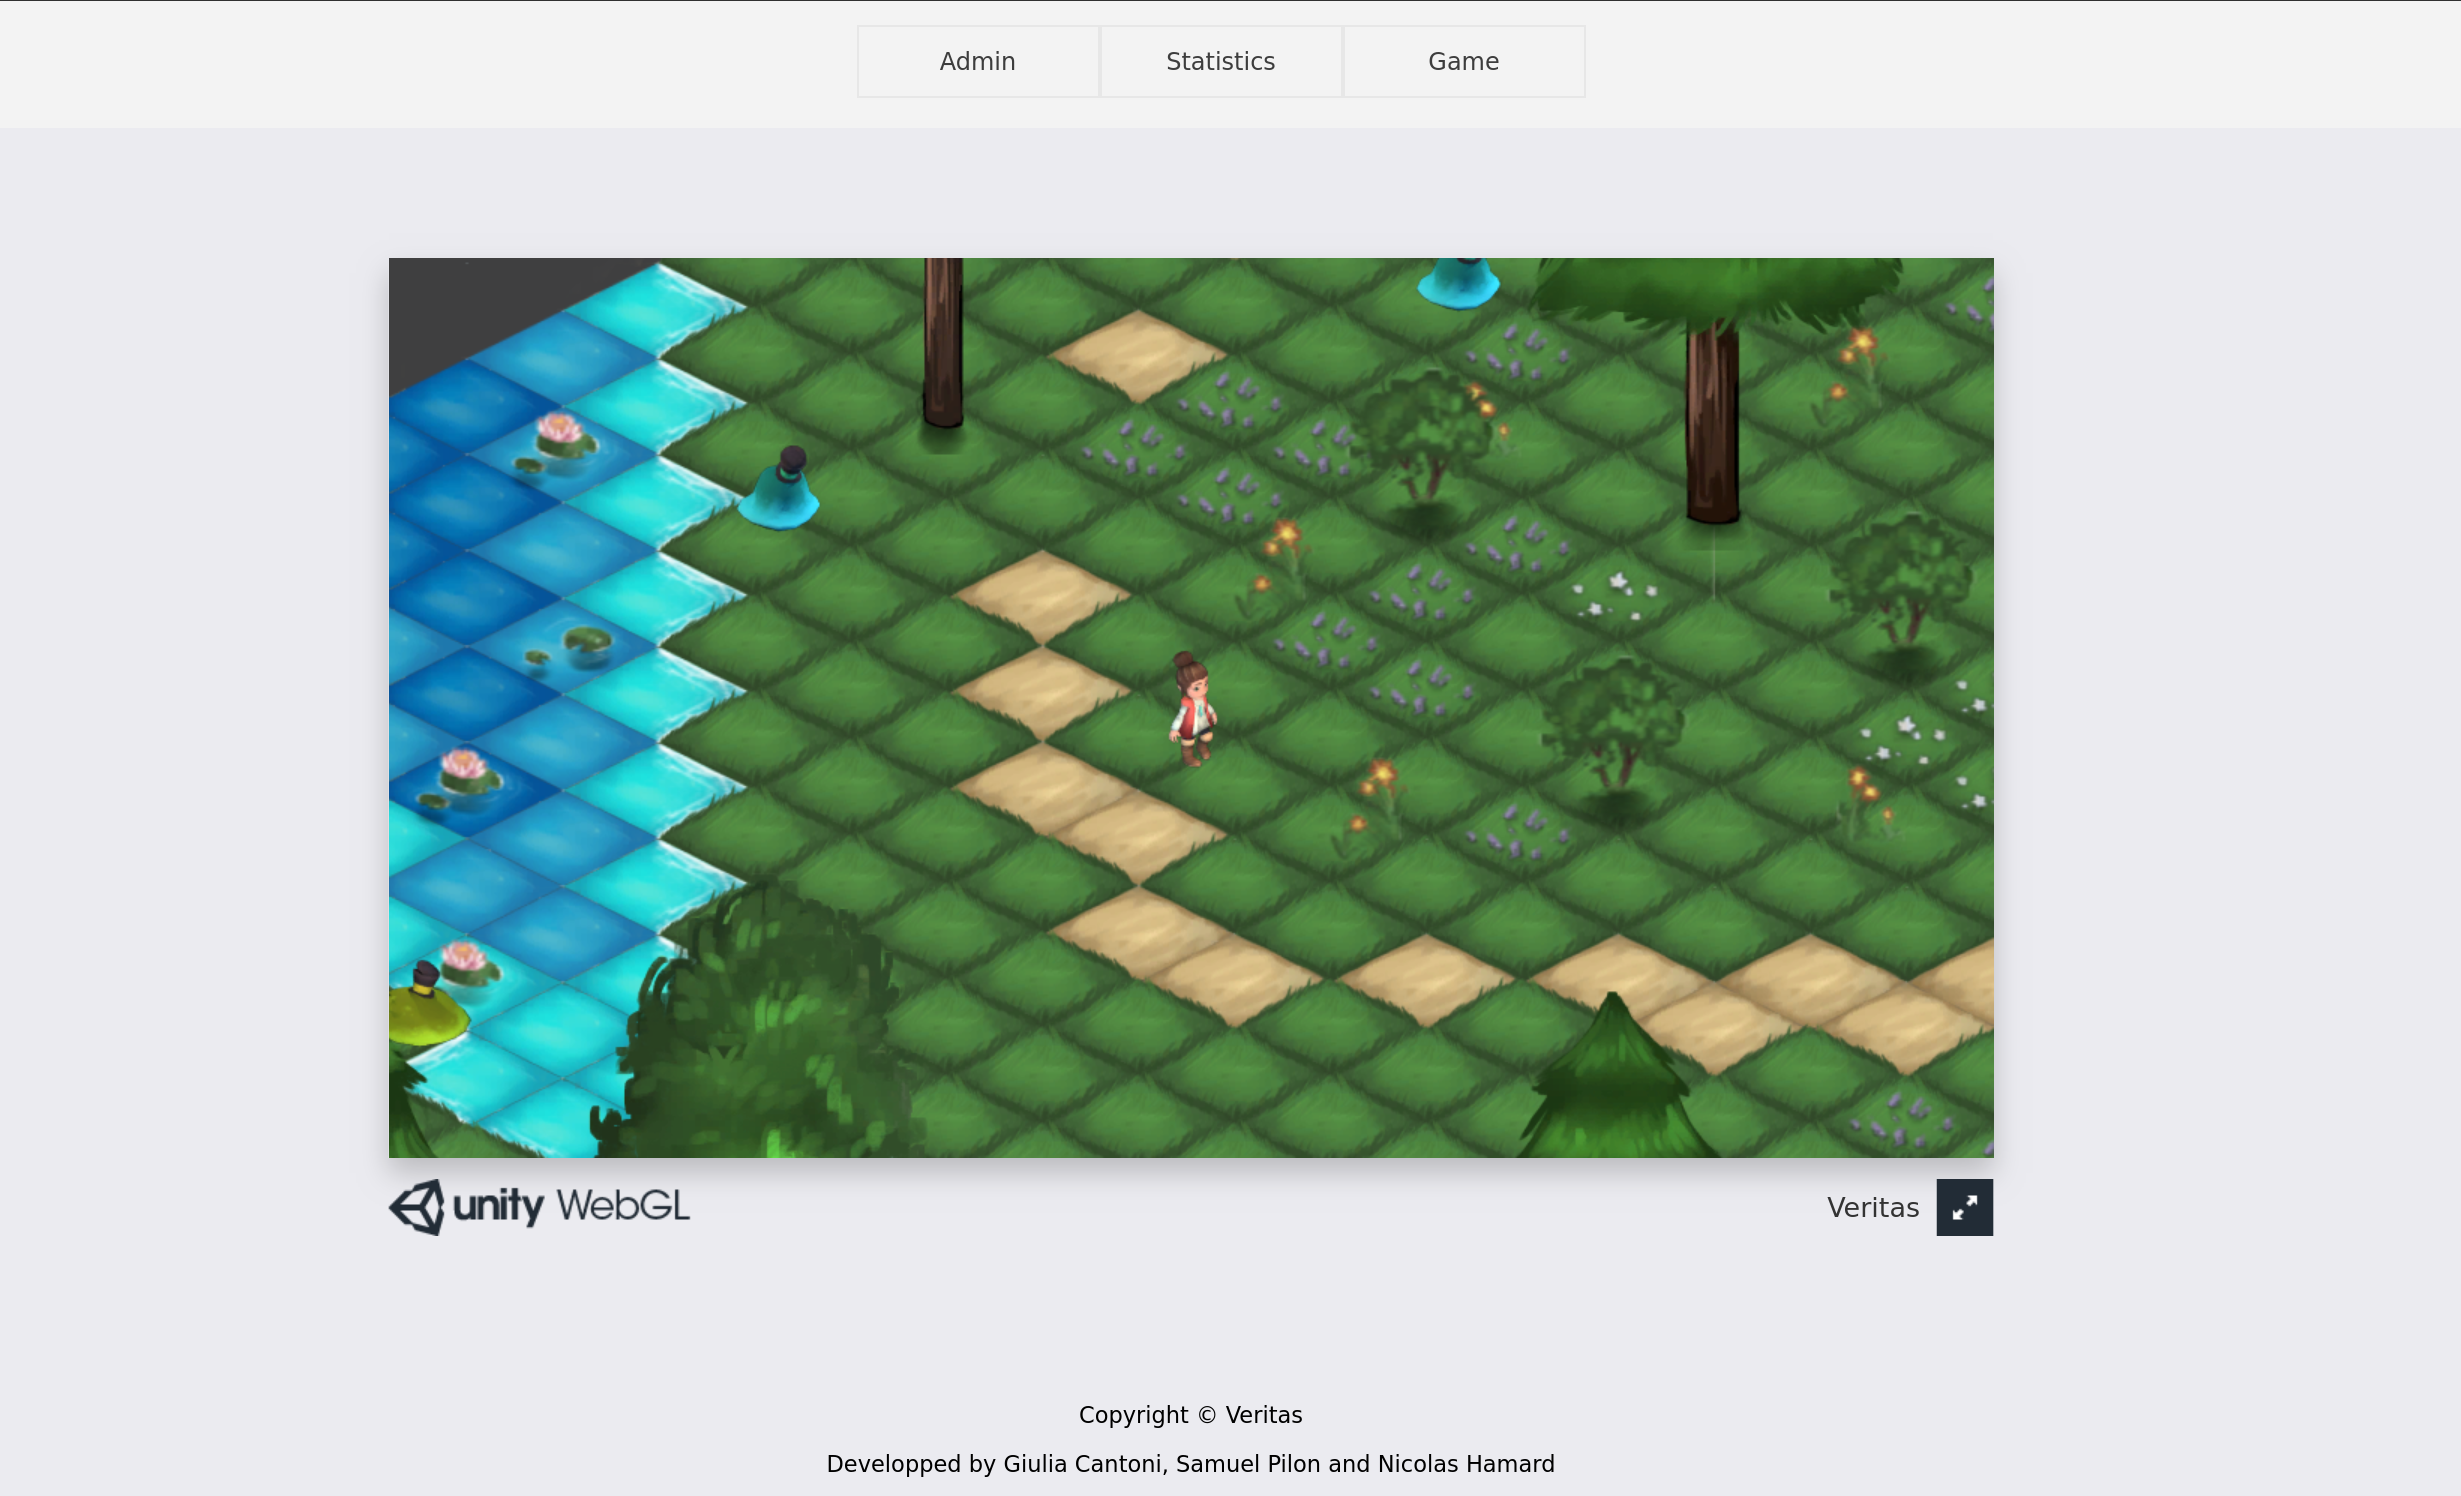 Admin Statistics Game
unity WebGL
Veritas
Copyright © Veritas
Developped by Giulia Cantoni, Samuel Pilon and Nicolas Hamard